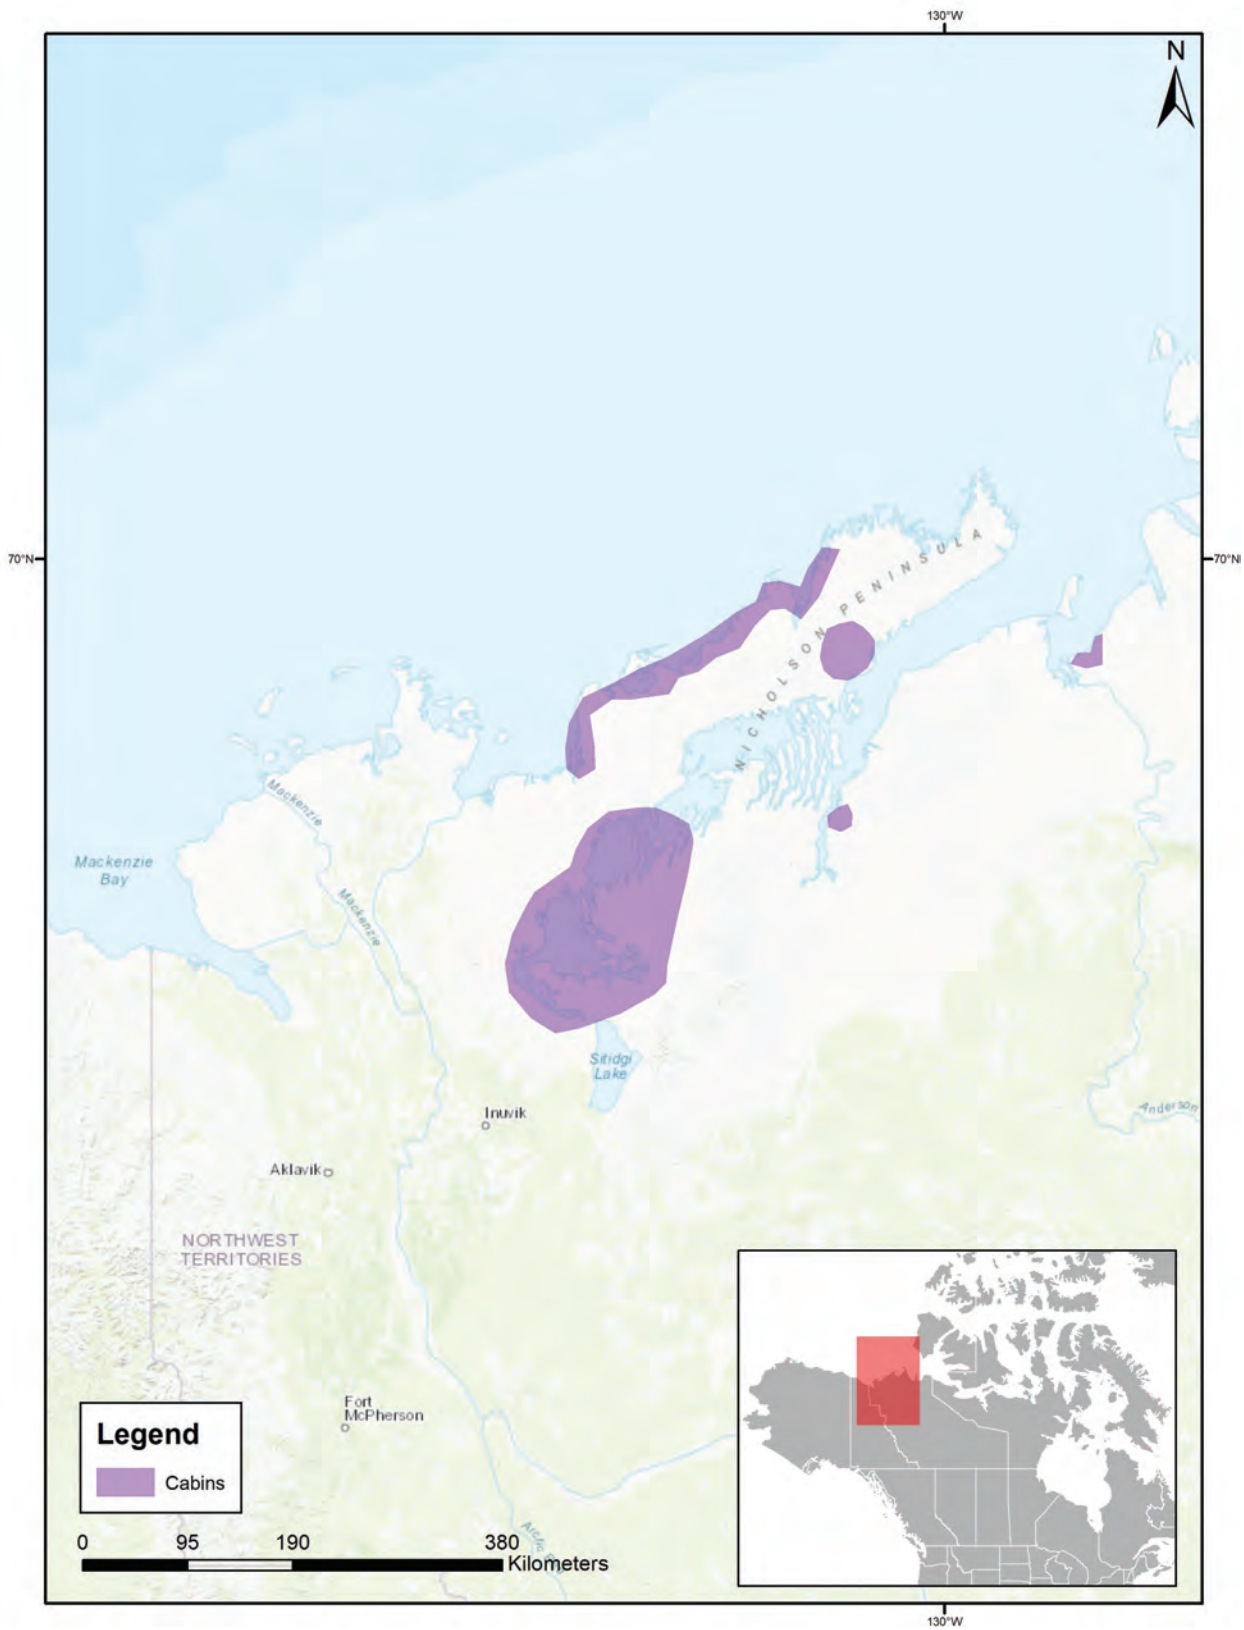 130°W
N
70°N
70°N
NICHOLSON PENINSULA
Mackenzie
Mackenzie
Bay
Mackenzie
Sitidgi
Lake
Anderson
Inuvik
Aklavik
NORTHWEST
TERRITORIES
Fort
McPherson
Legend
Cabins
0 95 190 380
Kilometers
Arctic
130°W